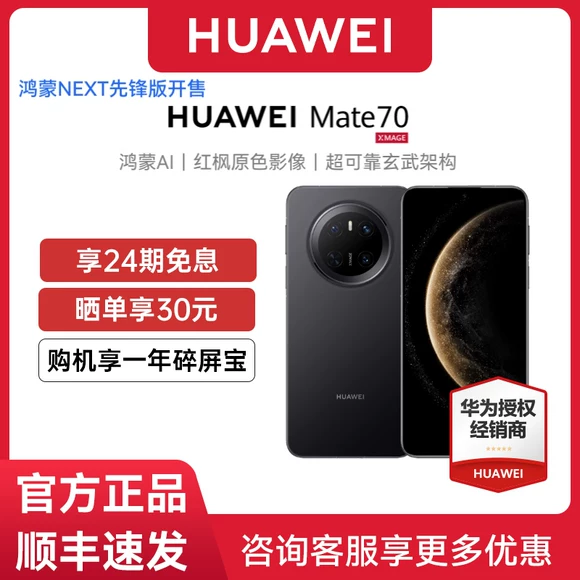 HUAWEI
鸿蒙NEXT先锋版开售
HUAWEI Mate70
XMAGE
鸿蒙AI | 红枫原色影像 | 超可靠玄武架构
享24期免息
晒单享30元
购机享一年碎屏宝
XMAGE
HUAWEI
华为授权
经销商
HUAWEI
官方正品
顺丰速发
咨询客服享更多优惠